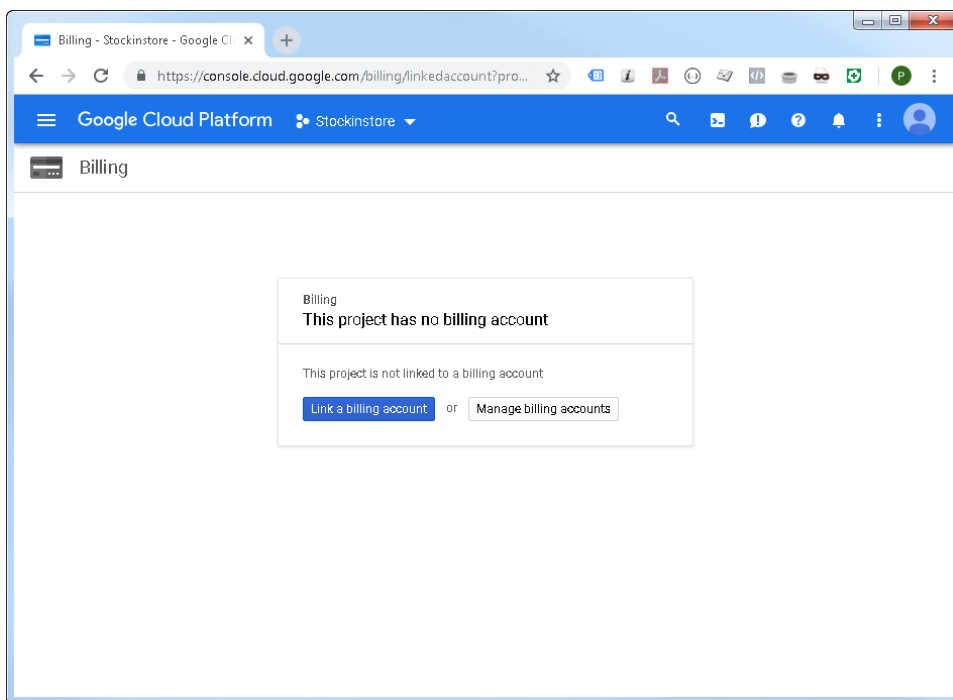 Billing - Stockinstore - Google Cl
https://console.cloud.google.com/billing/linkedaccount?pro...
P
Google Cloud Platform
Stockinstore
Billing
Billing
This project has no billing account
This project is not linked to a billing account
Link a billing account or Manage billing accounts